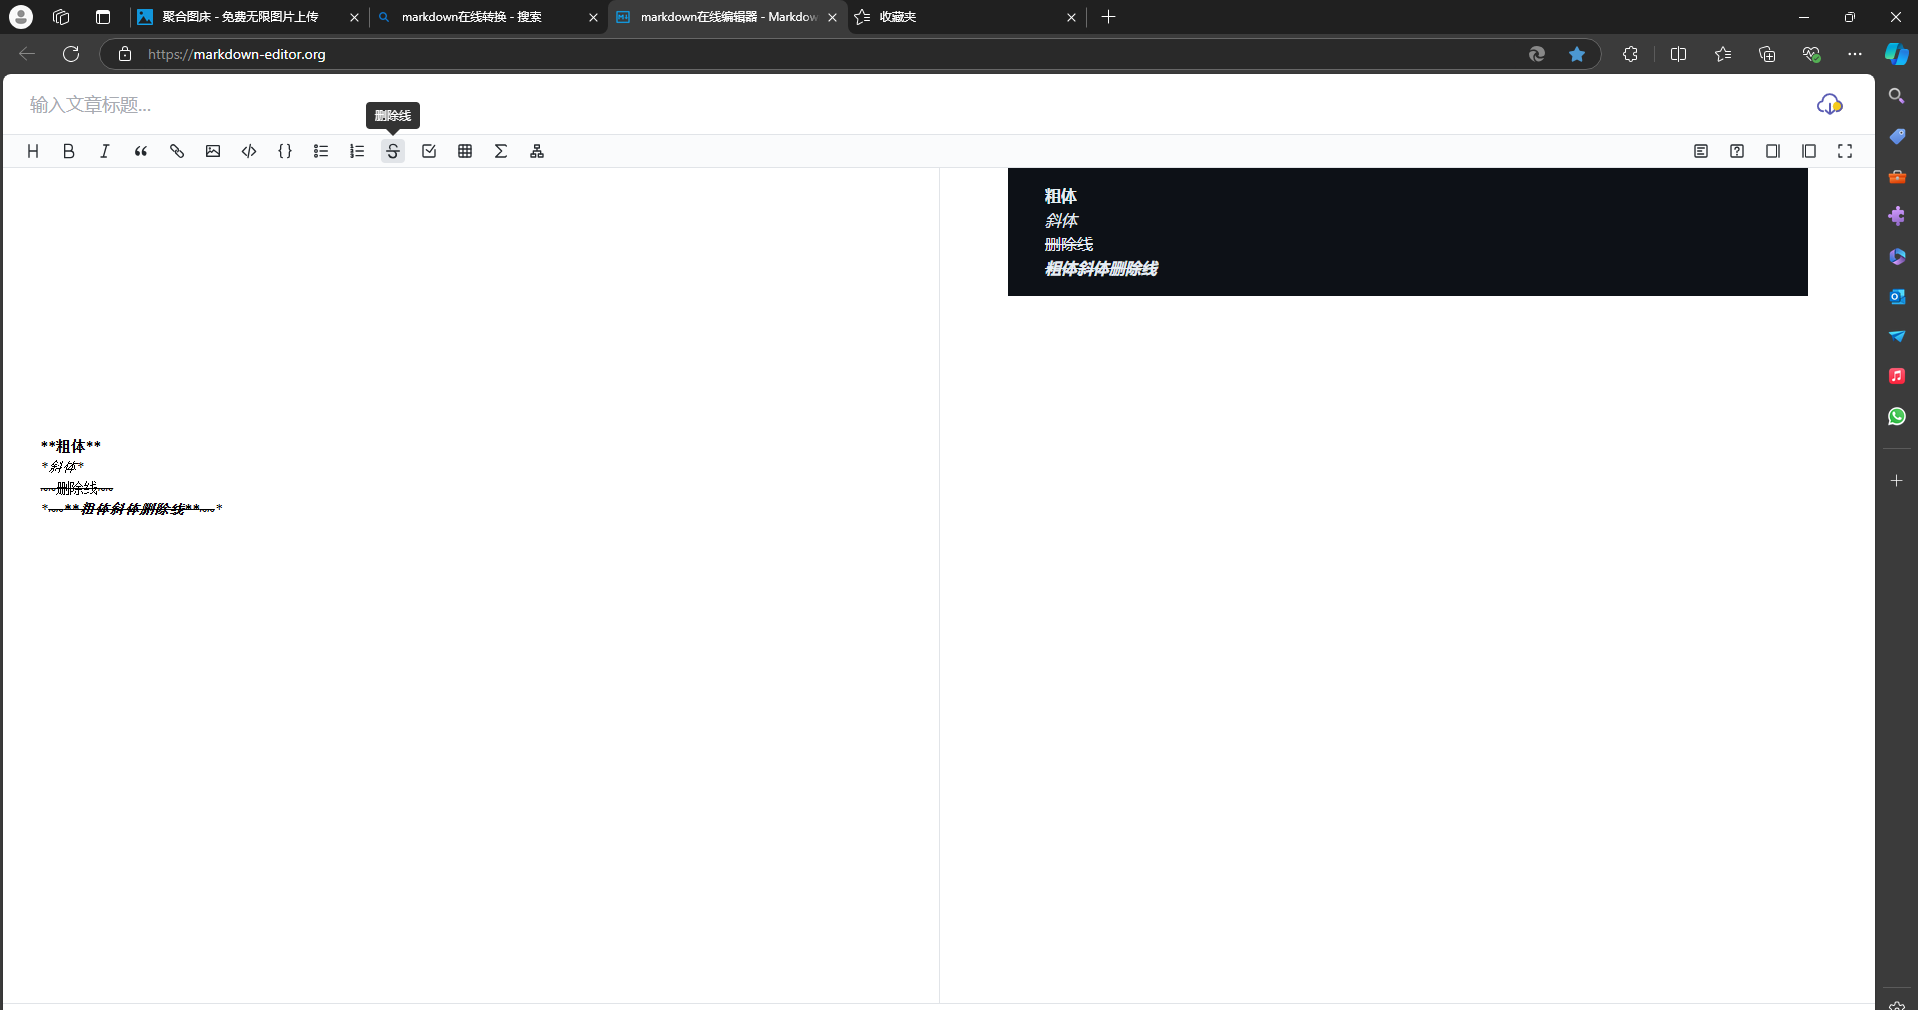 聚合图床 - 免费无限图片上传
markdown在线转换 - 搜索
markdown在线编辑器 - Markdow
收藏夹
https://markdown-editor.org
输入文章标题...
删除线
**粗体**
*斜体*
~~删除线~~
*~~**粗体斜体删除线**~~*
粗体
斜体
删除线
粗体斜体删除线